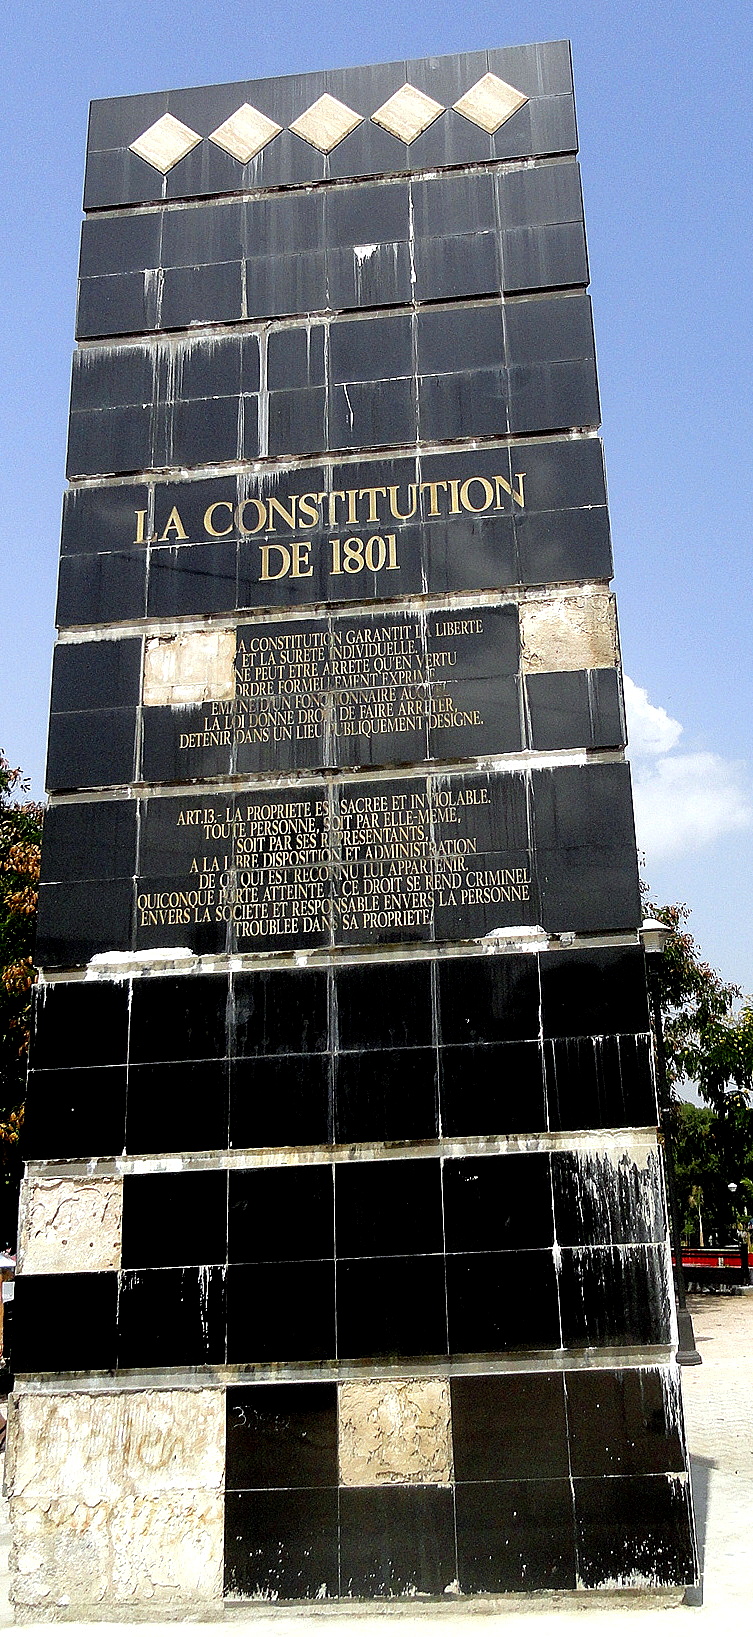 LA CONSTITUTION
DE 1801
A CONSTITUTION GARANTIT LA LIBERTE
ET LA SURETE INDIVIDUELLE.
NE PEUT ETRE ARRETE QU'EN VERTU
ORDRE FORMELLEMENT EXPRIME
EMANE D'UN FONCTIONNAIRE AUQUEL
LA LOI DONNE DROIT DE FAIRE ARRETER,
DETENIR DANS UN LIEU PUBLIQUEMENT DESIGNE.
ART.13.- LA PROPRIETE EST SACREE ET INVIOLABLE.
TOUTE PERSONNE, SOIT PAR ELLE-MEME,
SOIT PAR SES REPRESENTANTS,
A LA LIBRE DISPOSITION ET ADMINISTRATION
DE CE QUI EST RECONNU LUI APPARTENIR.
QUICONQUE PORTE ATTEINTE A CE DROIT SE REND CRIMINEL
ENVERS LA SOCIETE ET RESPONSABLE ENVERS LA PERSONNE
TROUBLEE DANS SA PROPRIETE